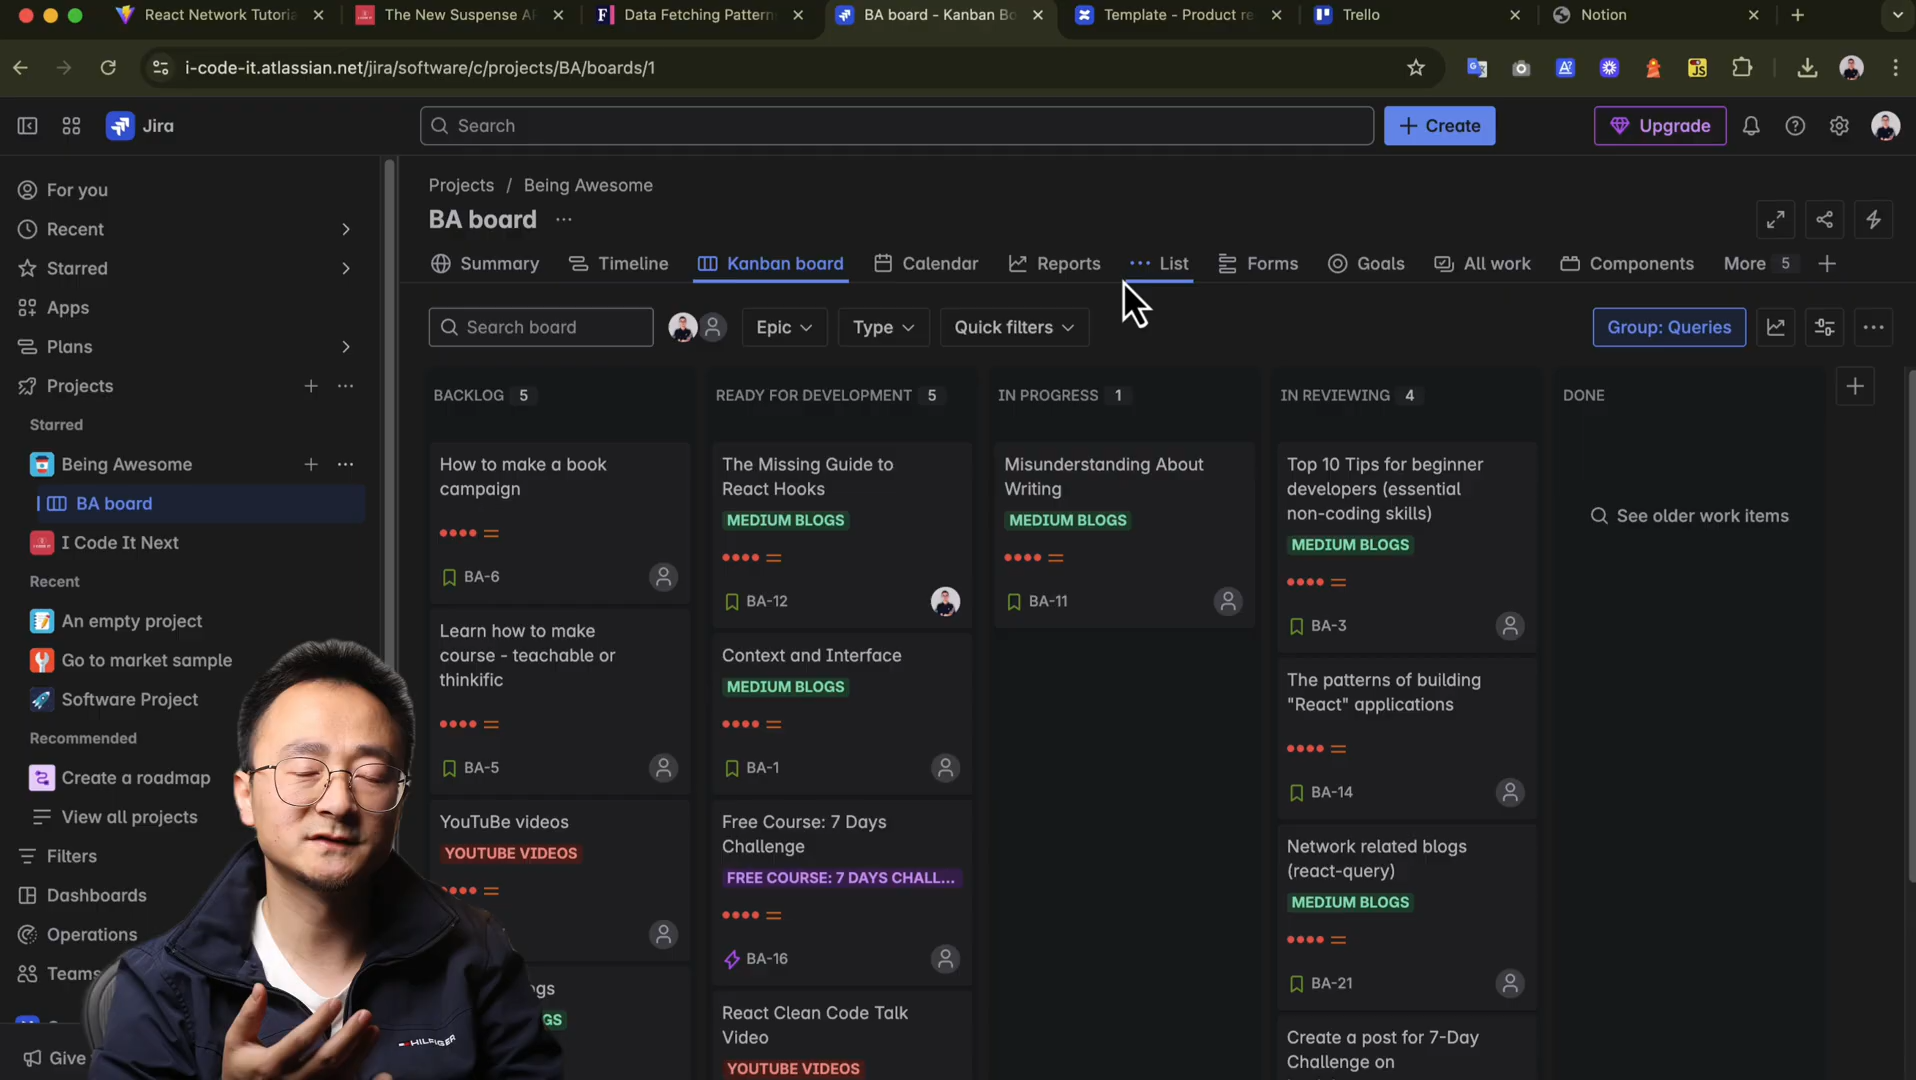 React Network Tutoria
The New Suspense A
Data Fetching Pattern
BA board - Kanban Bo
Template - Product re
Trello
Notion
i-code-it.atlassian.net/jira/software/c/projects/BA/boards/1
Jira
Search
+ Create
Upgrade
For you
Recent
Starred
Apps
Plans
Projects
Starred
Being Awesome
BA board
I Code It Next
Recent
An empty project
Go to market sample
Software Project
Recommended
Create a roadmap
View all projects
Filters
Dashboards
Operations
Teams
Give
Projects / Being Awesome
BA board
Summary
Timeline
Kanban board
Calendar
Reports
List
Forms
Goals
All work
Components
More 5
Search board
Epic
Type
Quick filters
Group: Queries
BACKLOG 5
How to make a book
campaign
BA-6
Learn how to make
course - teachable or
thinkific
BA-5
YouTuBe videos
YOUTUBE VIDEOS
gs
GS
READY FOR DEVELOPMENT 5
The Missing Guide to
React Hooks
MEDIUM BLOGS
BA-12
Context and Interface
MEDIUM BLOGS
BA-1
Free Course: 7 Days
Challenge
FREE COURSE: 7 DAYS CHALL...
BA-16
React Clean Code Talk
Video
YOUTUBE VIDEOS
IN PROGRESS 1
Misunderstanding About
Writing
MEDIUM BLOGS
BA-11
IN REVIEWING 4
Top 10 Tips for beginner
developers (essential
non-coding skills)
MEDIUM BLOGS
BA-3
The patterns of building
"React" applications
BA-14
Network related blogs
(react-query)
MEDIUM BLOGS
BA-21
Create a post for 7-Day
Challenge on
DONE
See older work items
HILFIGER